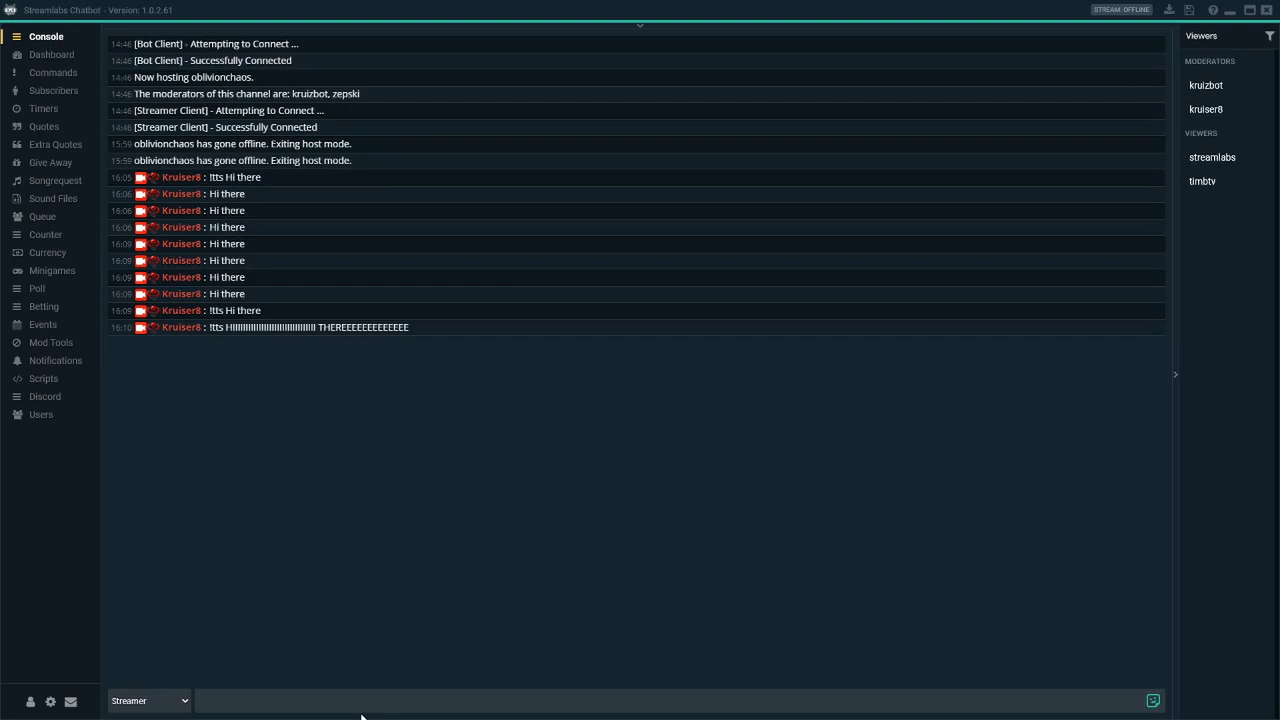 Streamlabs Chatbot - Version: 1.0.2.61
STREAM: OFFLINE
Console
Dashboard
Commands
Subscribers
Timers
Quotes
Extra Quotes
Give Away
Songrequest
Sound Files
Queue
Counter
Currency
Minigames
Poll
Betting
Events
Mod Tools
Notifications
Scripts
Discord
Users
14:46 [Bot Client] - Attempting to Connect ...
14:46 [Bot Client] - Successfully Connected
14:46 Now hosting oblivionchaos.
14:46 The moderators of this channel are: kruizbot, zepski
14:46 [Streamer Client] - Attempting to Connect ...
14:46 [Streamer Client] - Successfully Connected
15:59 oblivionchaos has gone offline. Exiting host mode.
15:59 oblivionchaos has gone offline. Exiting host mode.
16:05 Kruiser8 : !tts Hi there
16:06 Kruiser8 : Hi there
16:06 Kruiser8 : Hi there
16:06 Kruiser8 : Hi there
16:09 Kruiser8 : Hi there
16:09 Kruiser8 : Hi there
16:09 Kruiser8 : Hi there
16:09 Kruiser8 : Hi there
16:09 Kruiser8 : !tts Hi there
16:10 Kruiser8 : !tts HIIIIIIIIIIIIIIIIIIIIIIIIIIIIIIII THEREEEEEEEEEEEEE
Streamer
Viewers
MODERATORS
kruizbot
kruiser8
VIEWERS
streamlabs
timbtv